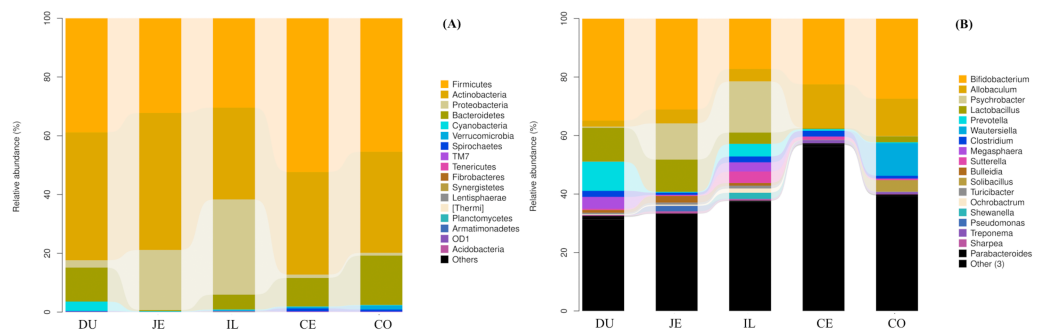 (A)
100
80
60
40
20
0
Relative abundance (%)
DU JE IL CE CO
Firmicutes
Actinobacteria
Proteobacteria
Bacteroidetes
Cyanobacteria
Verrucomicrobia
Spirochaetes
TM7
Tenericutes
Fibrobacteres
Synergistetes
Lentisphaerae
[Thermi]
Planctomycetes
Armatimonadetes
OD1
Acidobacteria
Others
(B)
100
80
60
40
20
0
Relative abundance (%)
DU JE IL CE CO
Bifidobacterium
Allobaculum
Psychrobacter
Lactobacillus
Prevotella
Wautersiella
Clostridium
Megasphaera
Sutterella
Bulleidia
Solibacillus
Turicibacter
Ochrobactrum
Shewanella
Pseudomonas
Treponema
Sharpea
Parabacteroides
Other (3)